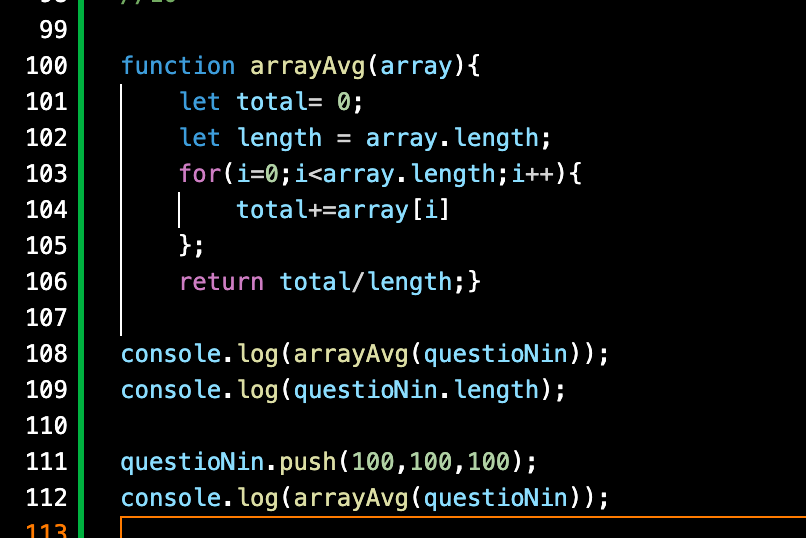 99
100 function arrayAvg(array){
101 let total= 0;
102 let length = array.length;
103 for(i=0;i<array.length;i++){
104 total+=array[i]
105 };
106 return total/length;}
107
108 console.log(arrayAvg(questioNin));
109 console.log(questioNin.length);
110
111 questioNin.push(100,100,100);
112 console.log(arrayAvg(questioNin));
113